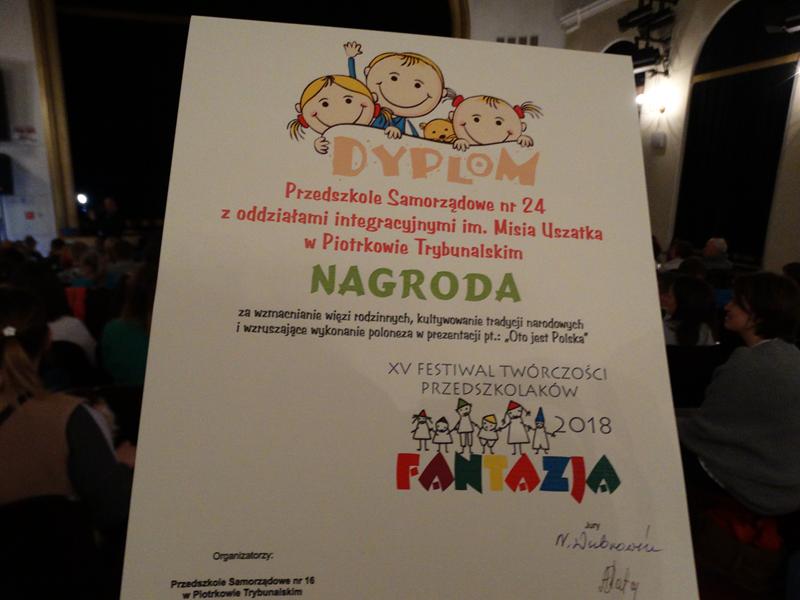 DYPLOM
Przedszkole Samorządowe nr 24
z oddziałami integracyjnymi im. Misia Uszatka
w Piotrkowie Trybunalskim
NAGRODA
za wzmacnianie więzi rodzinnych, kultywowanie tradycji narodowych
i wzruszające wykonanie poloneza w prezentacji pt.: „Oto jest Polska"
XV FESTIWAL TWÓRCZOŚCI
PRZEDSZKOLAKÓW
2018
FANTAZJA
Jury
Organizatorzy:
Przedszkole Samorządowe nr 16
w Piotrkowie Trybunalskim